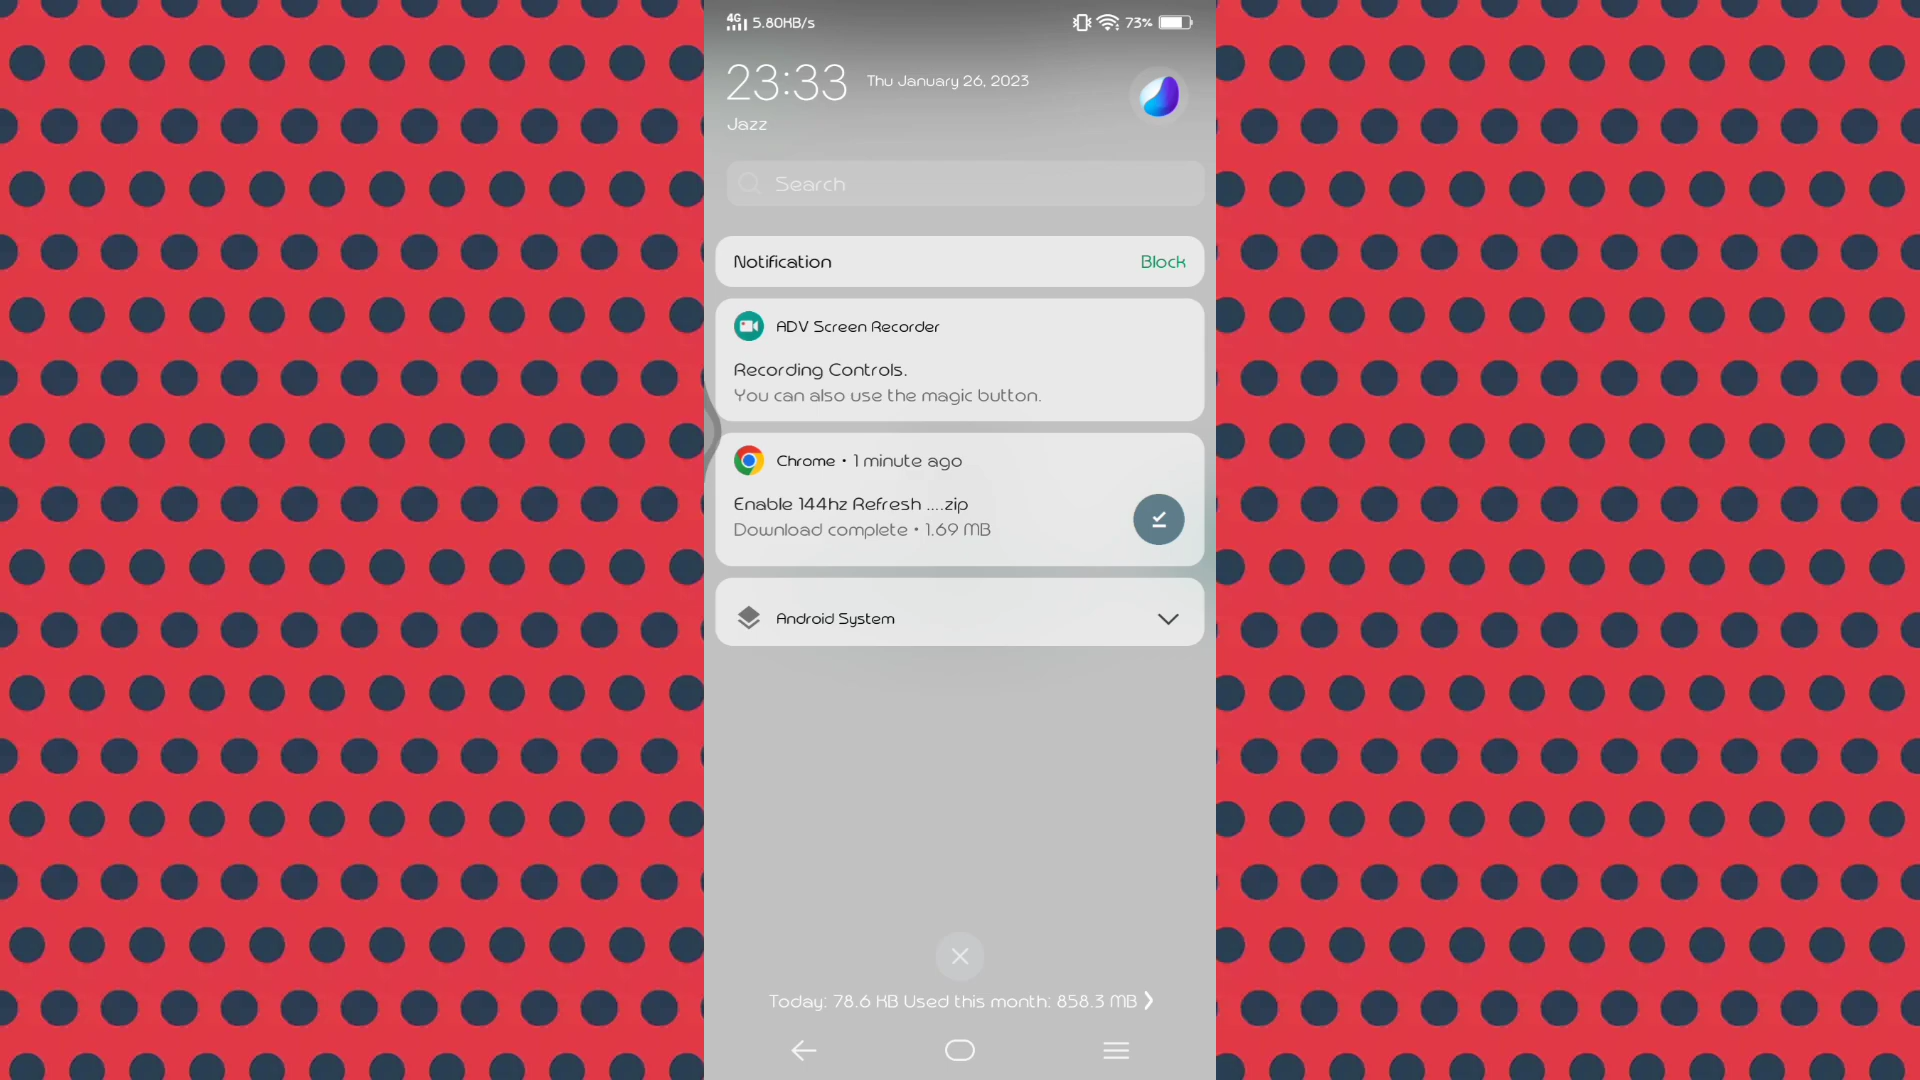 4G 5.80KB/s 73%
23:33 Thu January 26, 2023
Jazz
Search
Notification Block
ADV Screen Recorder
Recording Controls.
You can also use the magic button.
Chrome • 1 minute ago
Enable 144hz Refresh ....zip
Download complete • 1.69 MB
Android System
Today: 78.6 KB Used this month: 858.3 MB